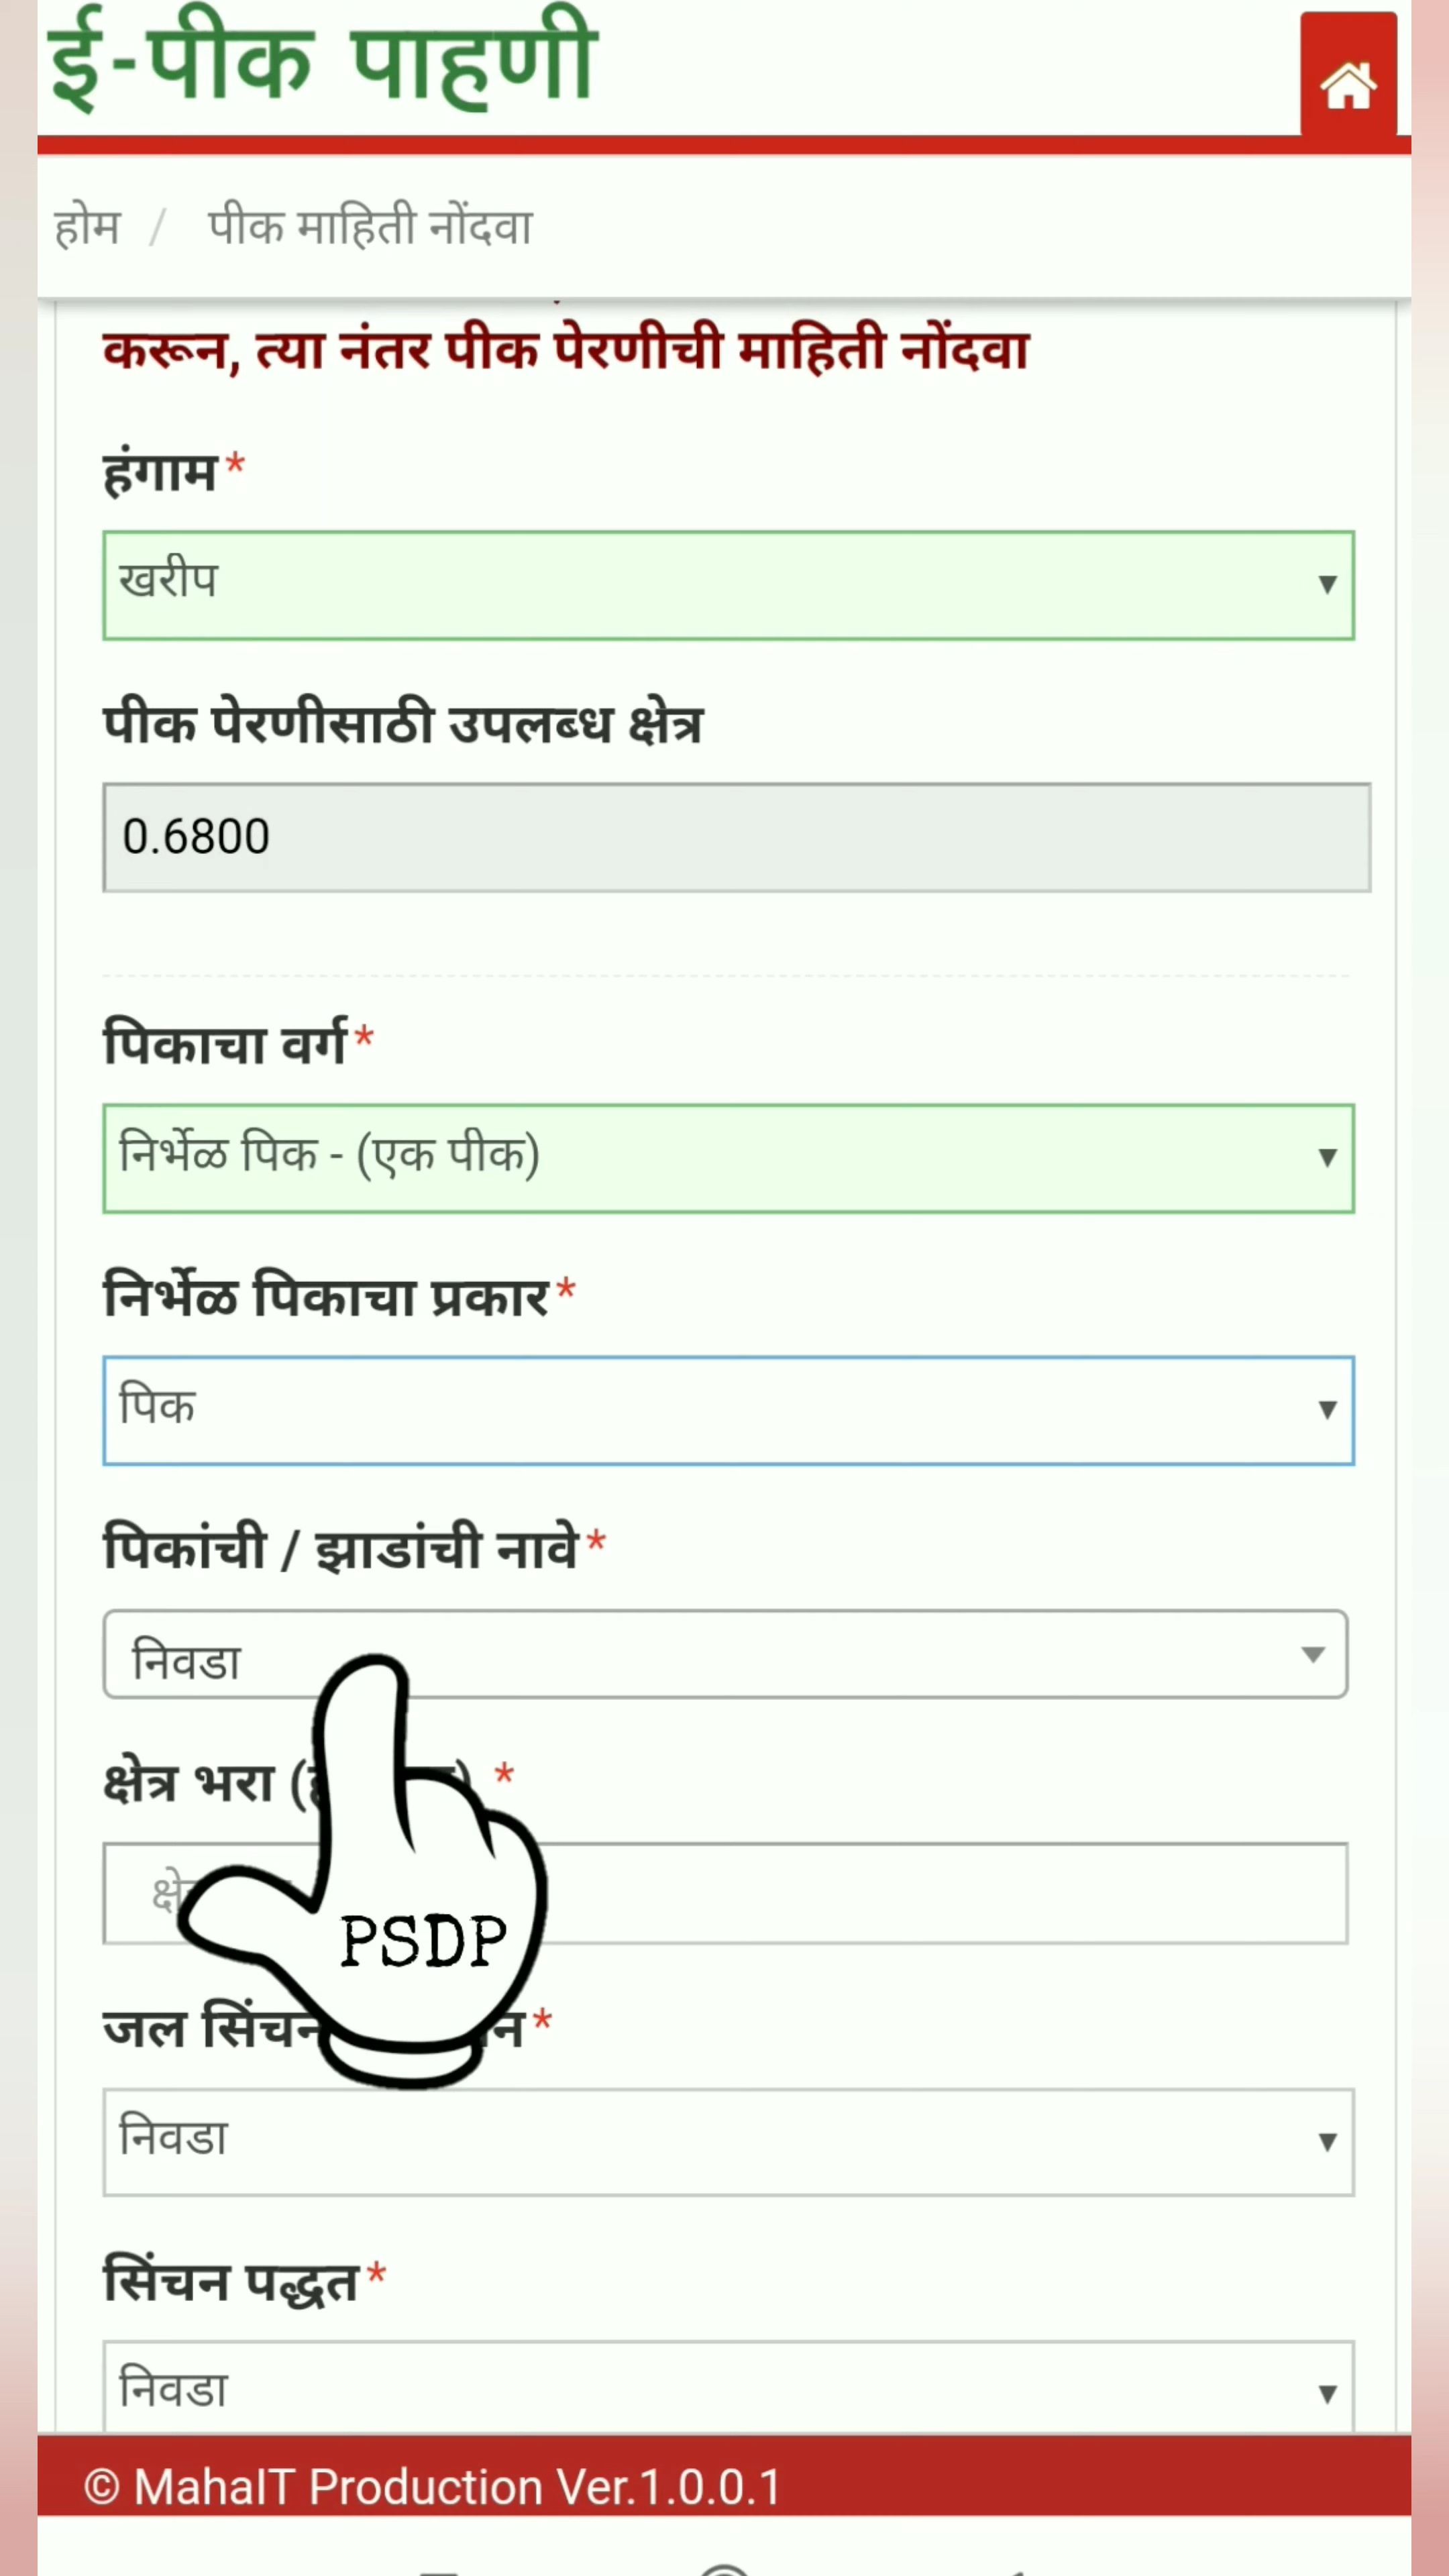 ई-पीक पाहणी
होम / पीक माहिती नोंदवा
करून, त्या नंतर पीक पेरणीची माहिती नोंदवा
हंगाम*
खरीप
पीक पेरणीसाठी उपलब्ध क्षेत्र
0.6800
पिकाचा वर्ग*
निर्भेळ पिक - (एक पीक)
निर्भेळ पिकाचा प्रकार*
पिक
पिकांची / झाडांची नावे*
निवडा
क्षेत्र भरा *
PSDP
जल सिंचन *
निवडा
सिंचन पद्धत*
निवडा
© MahaIT Production Ver.1.0.0.1